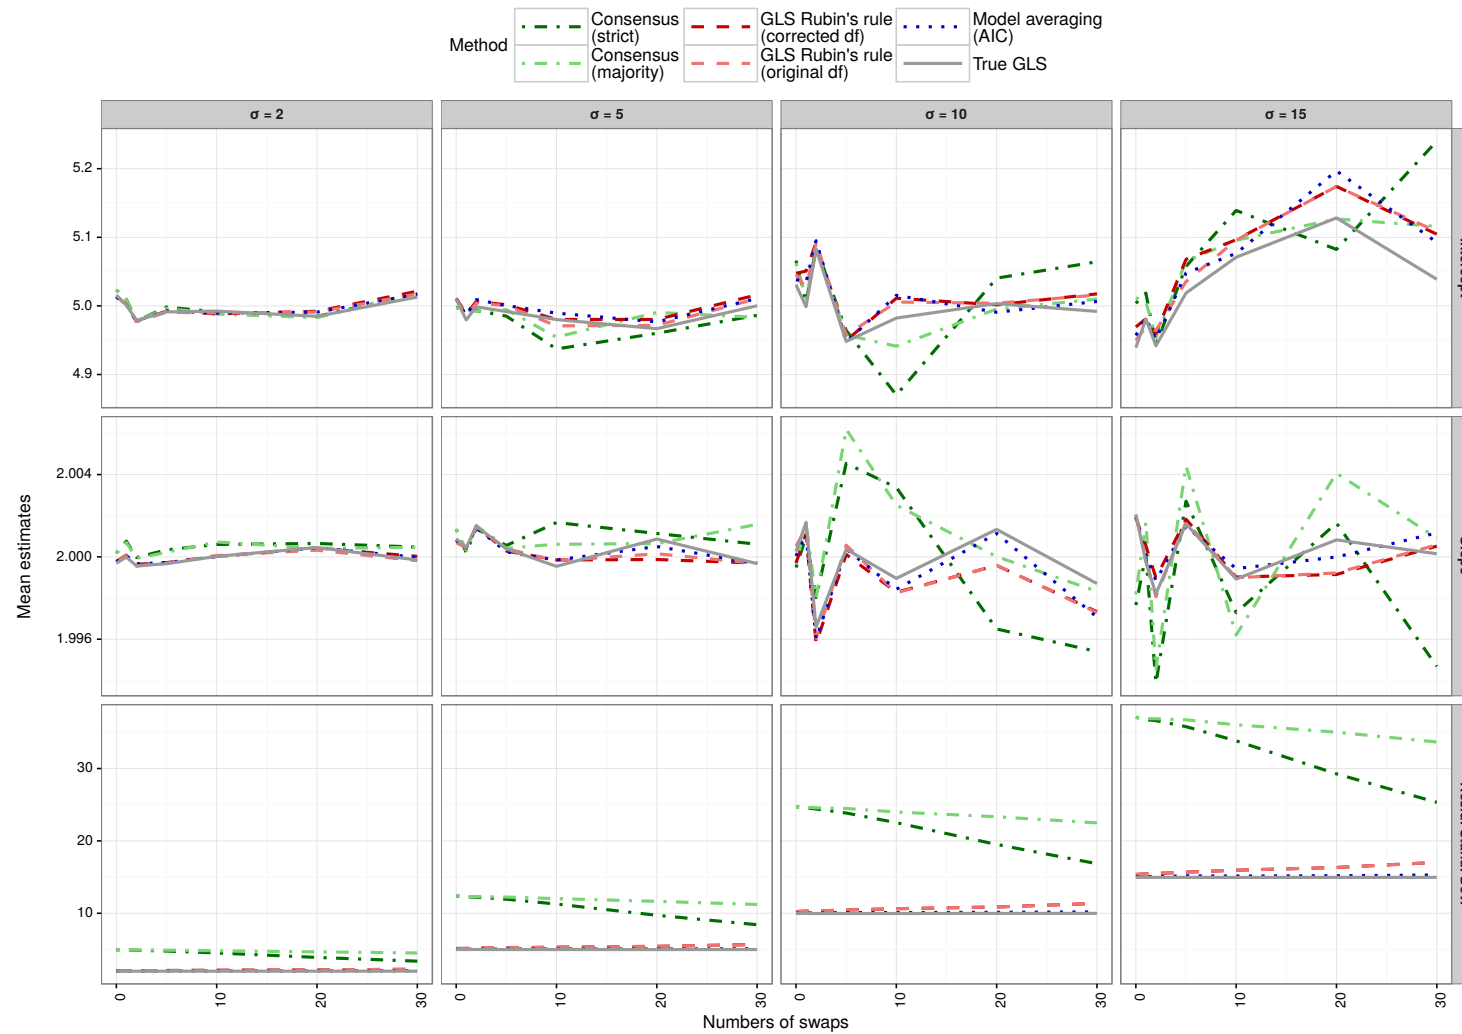 Method
Consensus
(strict)
GLS Rubin's rule
(corrected df)
Model averaging
(AIC)
Consensus
(majority)
GLS Rubin's rule
(original df)
True GLS
σ = 2
σ = 5
σ = 10
σ = 15
5.2
5.1
5.0
4.9
2.004
2.000
1.996
30
20
10
Mean estimates
0
10
20
30
0
10
20
30
0
10
20
30
0
10
20
30
Numbers of swaps